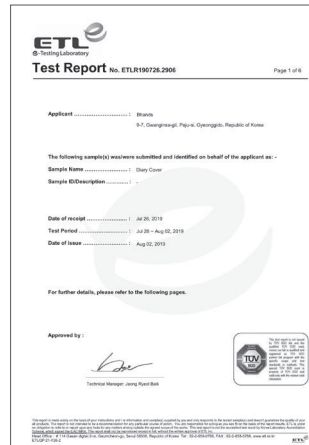 ETL
e-Testing Laboratory
Test Report No. ETLR190726.2906
Page 1 of 6
Applicant ........................... : Bhands
9-7, Gwanginsa-gil, Paju-si, Gyeonggido, Republic of Korea
The following sample(s) was/were submitted and identified on behalf of the applicant as: -
Sample Name .................. : Diary Cover
Sample ID/Description ............ : -
Date of receipt ..................... : Jul 26, 2019
Test Period ......................... : Jul 26 ~ Aug 02, 2019
Date of issue ....................... : Aug 02, 2019
For further details, please refer to the following pages.
Approved by :
Technical Manager: Jeong Ryeol Baik
TÜV
ETL